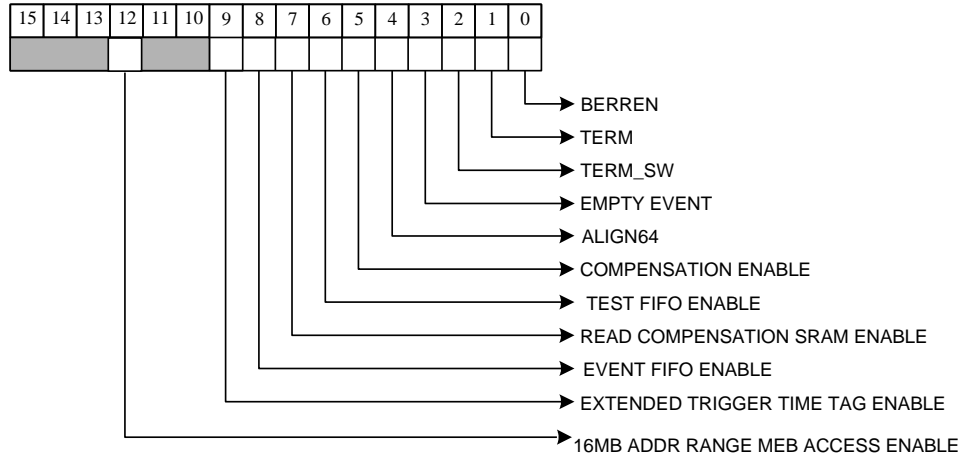 15 14 13 12 11 10 9 8 7 6 5 4 3 2 1 0
BERREN
TERM
TERM_SW
EMPTY EVENT
ALIGN64
COMPENSATION ENABLE
TEST FIFO ENABLE
READ COMPENSATION SRAM ENABLE
EVENT FIFO ENABLE
EXTENDED TRIGGER TIME TAG ENABLE
16MB ADDR RANGE MEB ACCESS ENABLE